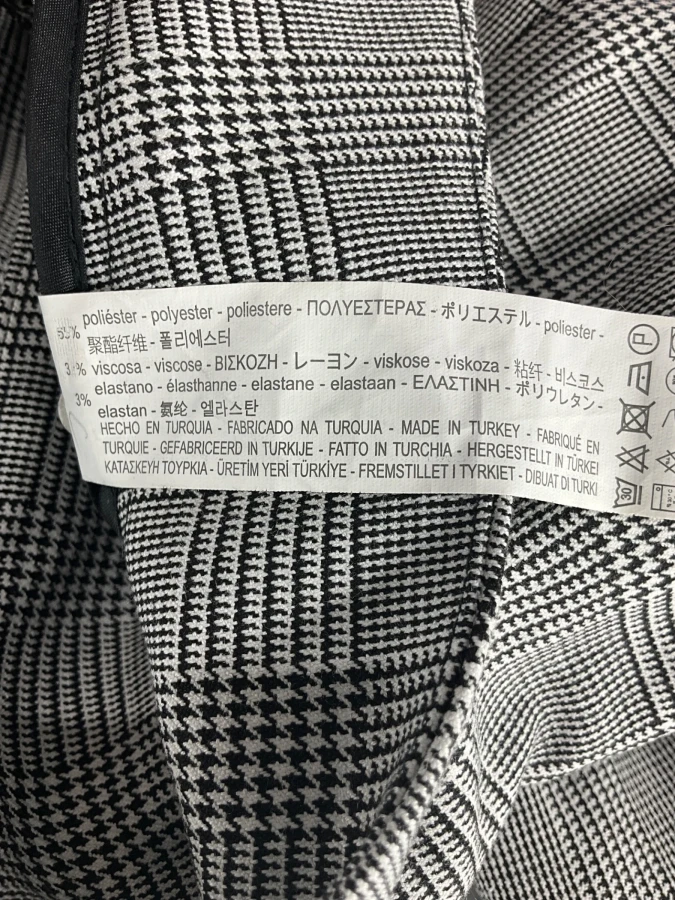 poliéster - polyester - poliestere - ΠΟΛΥΕΣΤΕΡΑΣ - ポリエステル - poliester -
聚酯纤维 - 폴리에스터
viscosa - viscose - ΒΙΣΚΟΖΗ - レーヨン - viskose - viskoza - 粘纤 - 비스코스
3% elastano - élasthanne - elastane - elastaan - ΕΛΑΣΤΙΝΗ - ポリウレタン -
elastan - 氨纶 - 엘라스탄
HECHO EN TURQUIA - FABRICADO NA TURQUIA - MADE IN TURKEY - FABRIQUÉ EN
TURQUIE - GEFABRICEERD IN TURKIJE - FATTO IN TURCHIA - HERGESTELLT IN TÜRKEI
ΚΑΤΑΣΚΕΥΗ ΤΟΥΡΚΙΑ - ÜRETİM YERİ TÜRKİYE - FREMSTILLET I TYRKIET - DIBUAT DI TURKI
P
30